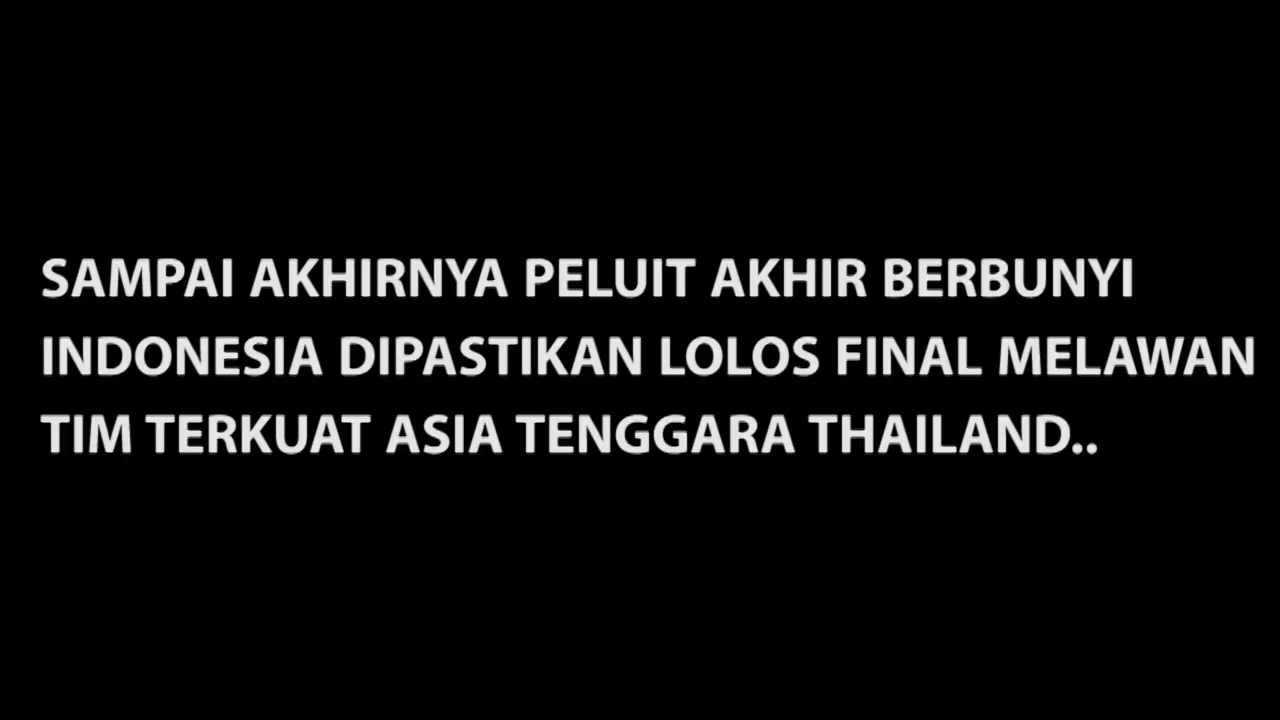 SAMPAI AKHIRNYA PELUIT AKHIR BERBUNYI
INDONESIA DIPASTIKAN LOLOS FINAL MELAWAN
TIM TERKUAT ASIA TENGGARA THAILAND..